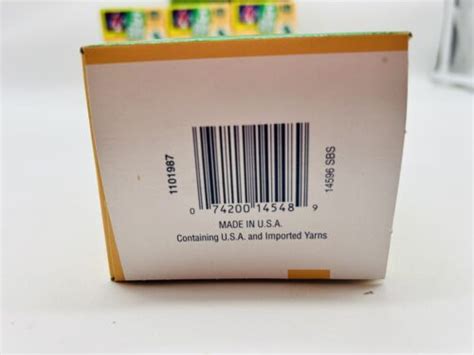 1101987
0 74200 14548 9
14596 SBS
MADE IN U.S.A.
Containing U.S.A. and Imported Yarns